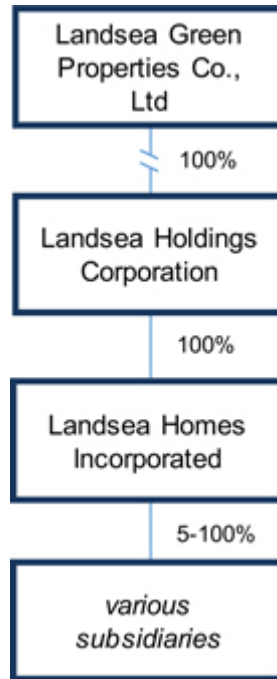 Landsea Green
Properties Co.,
Ltd
100%
Landsea Holdings
Corporation
100%
Landsea Homes
Incorporated
5-100%
various
subsidiaries